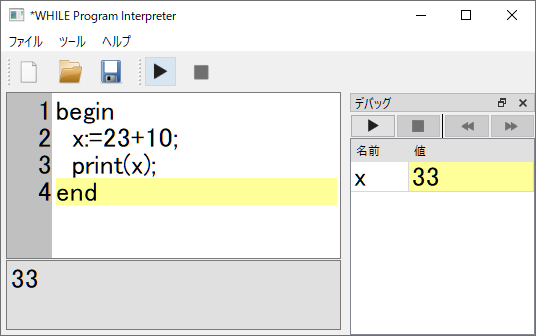 *WHILE Program Interpreter
ファイル ツール ヘルプ
1 begin
2 x:=23+10;
3 print(x);
4 end
33
デバッグ
名前 値
x 33